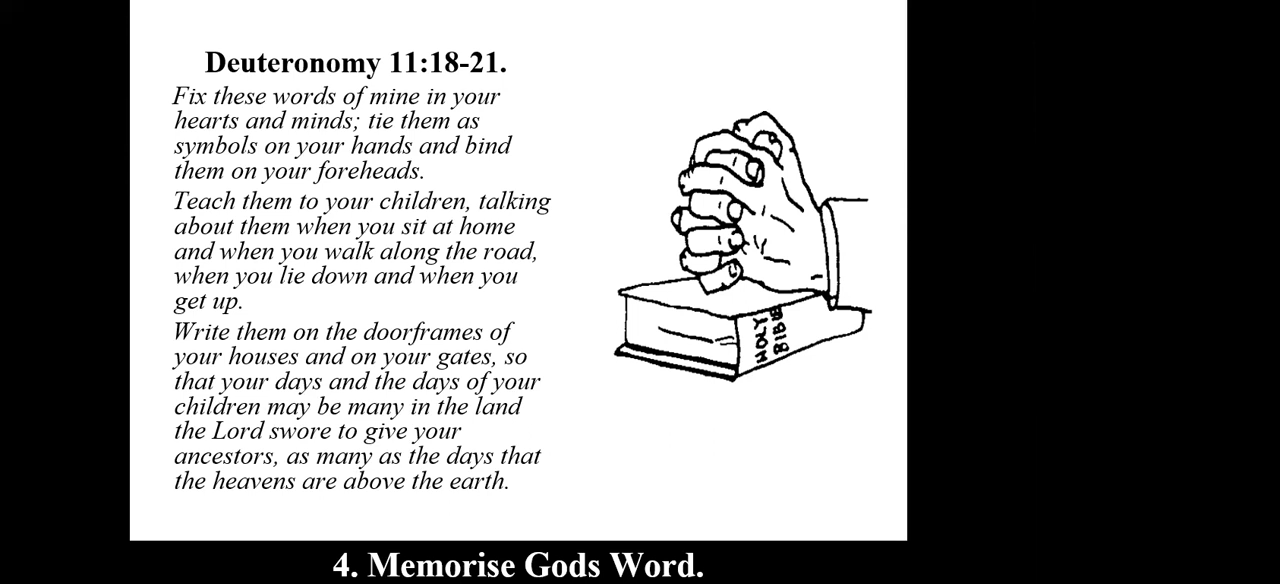 Deuteronomy 11:18-21.
Fix these words of mine in your
hearts and minds; tie them as
symbols on your hands and bind
them on your foreheads.
Teach them to your children, talking
about them when you sit at home
and when you walk along the road,
when you lie down and when you
get up.
Write them on the doorframes of
your houses and on your gates, so
that your days and the days of your
children may be many in the land
the Lord swore to give your
ancestors, as many as the days that
the heavens are above the earth.
HOLY
BIBLE
4. Memorise Gods Word.